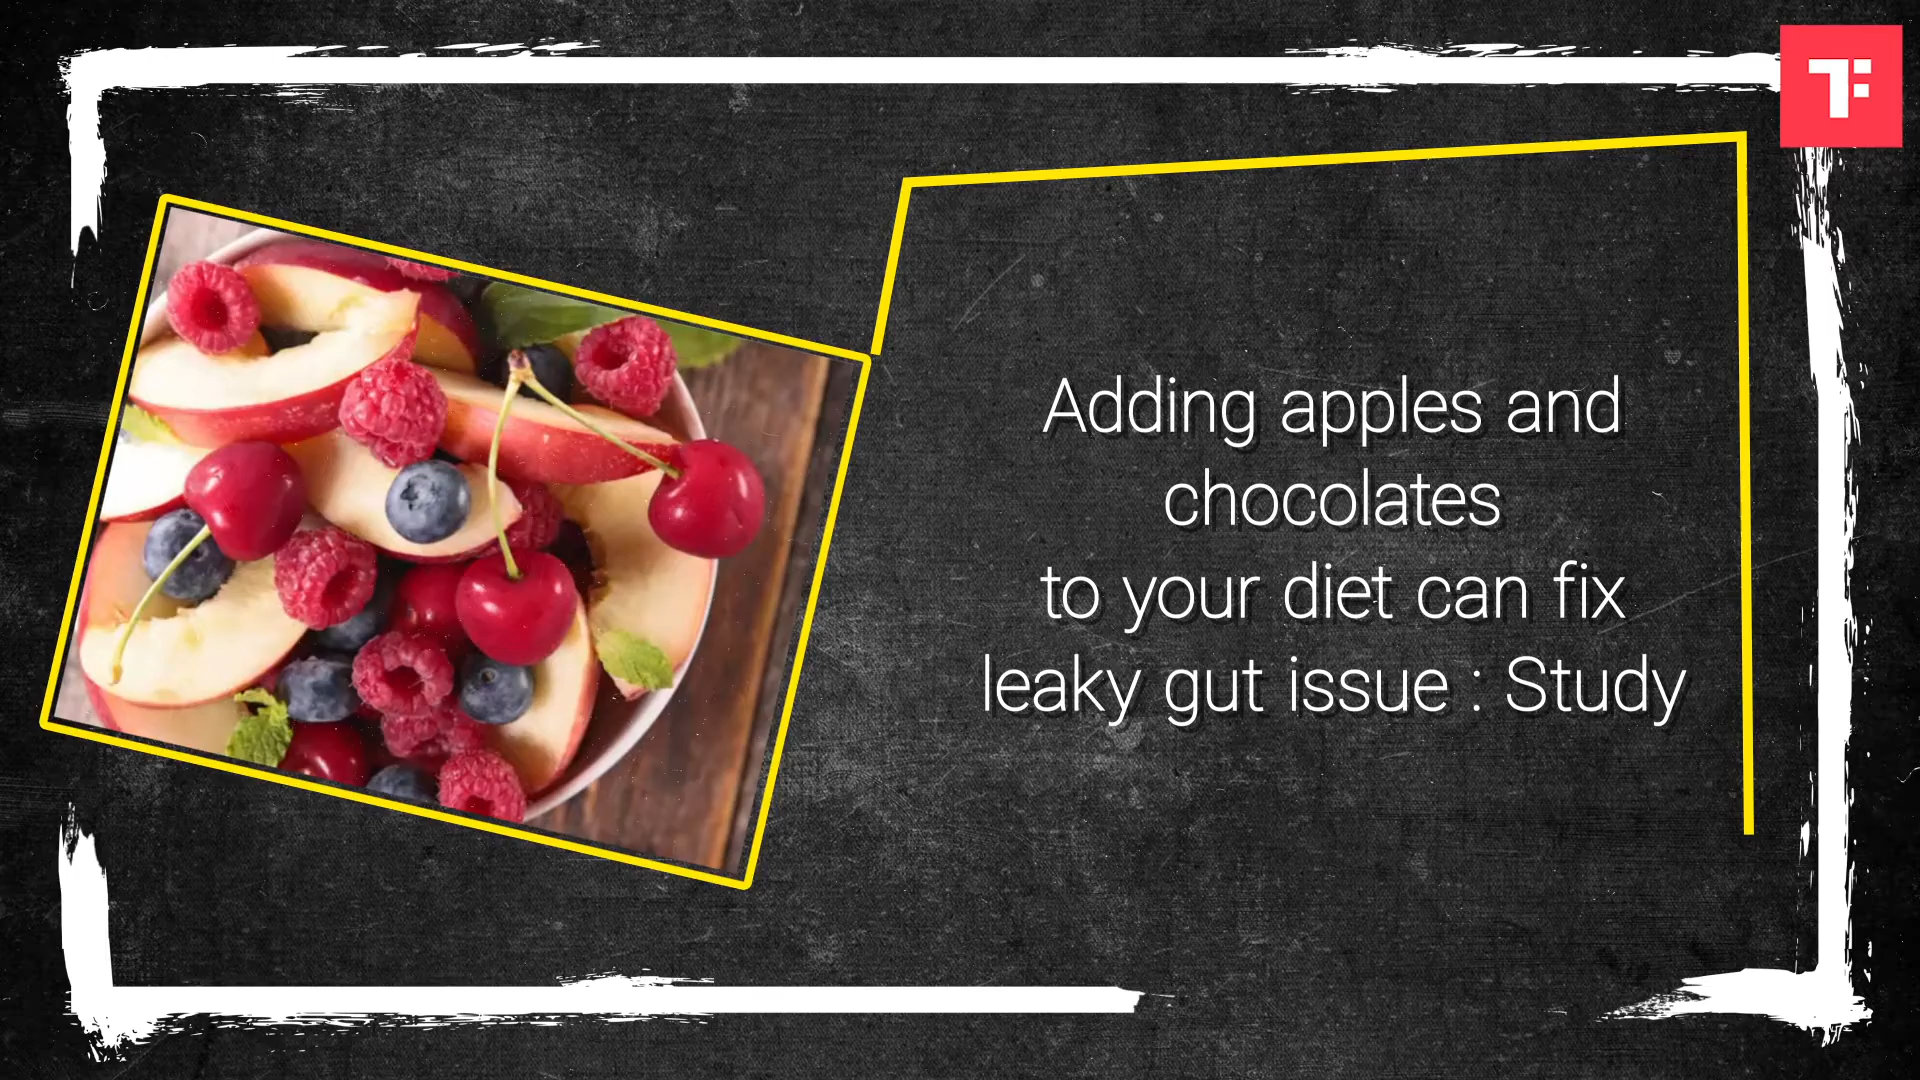 Adding apples and
chocolates
to your diet can fix
leaky gut issue : Study